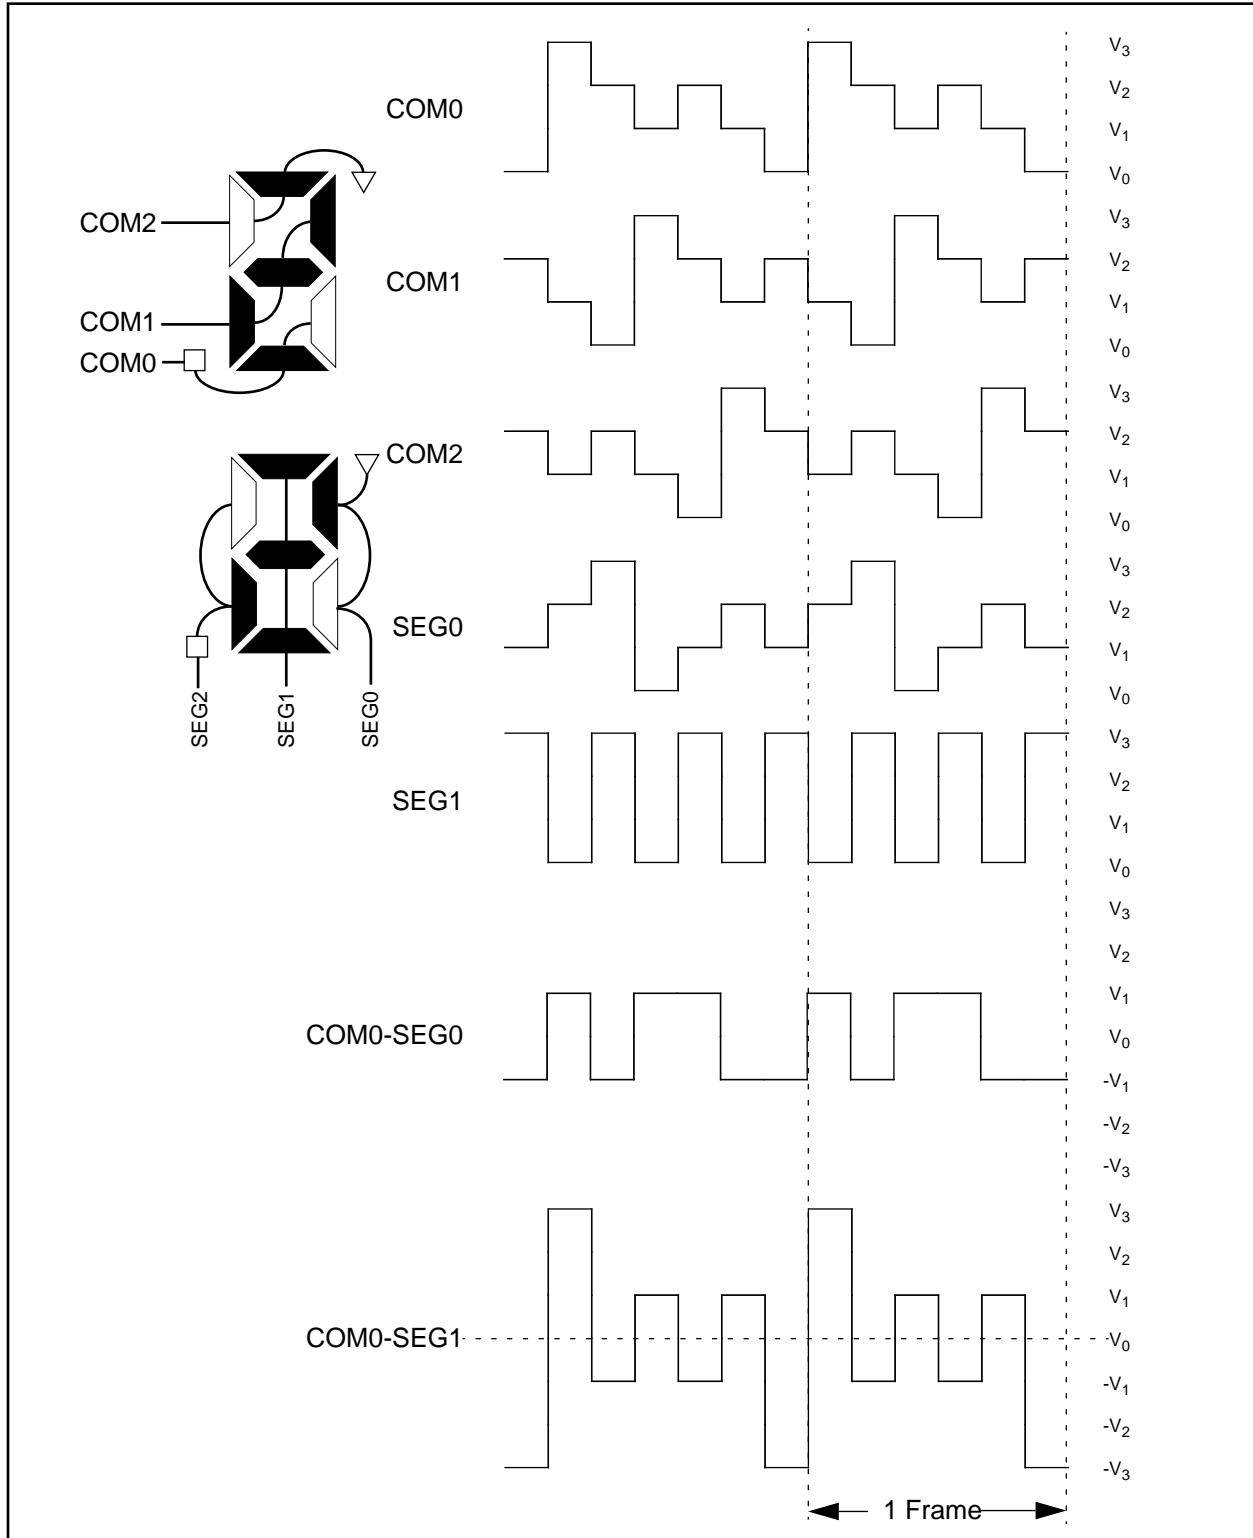 COM0
V3
V2
V1
V0
COM2
COM1
COM0
COM1
V3
V2
V1
V0
COM2
V3
V2
V1
V0
SEG2
SEG1
SEG0
SEG0
V3
V2
V1
V0
SEG1
V3
V2
V1
V0
COM0-SEG0
V3
V2
V1
V0
-V1
-V2
-V3
COM0-SEG1
V3
V2
V1
V0
-V1
-V2
-V3
1 Frame